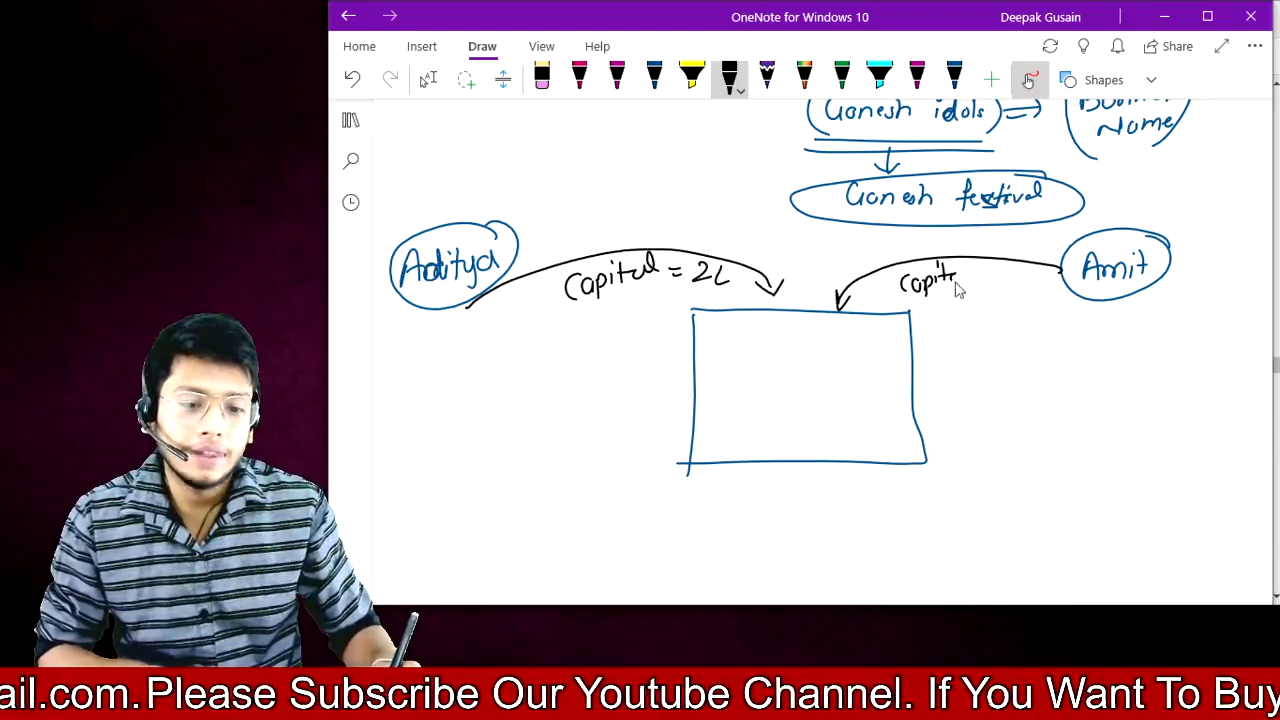 OneNote for Windows 10
Deepak Gusain
Home Insert Draw View Help
Share
Shapes
Ganesh idols
Name
Ganesh festival
Aditya
Capital = 2L
Capit
Amit
ail.com. Please Subscribe Our Youtube Channel. If You Want To Buy